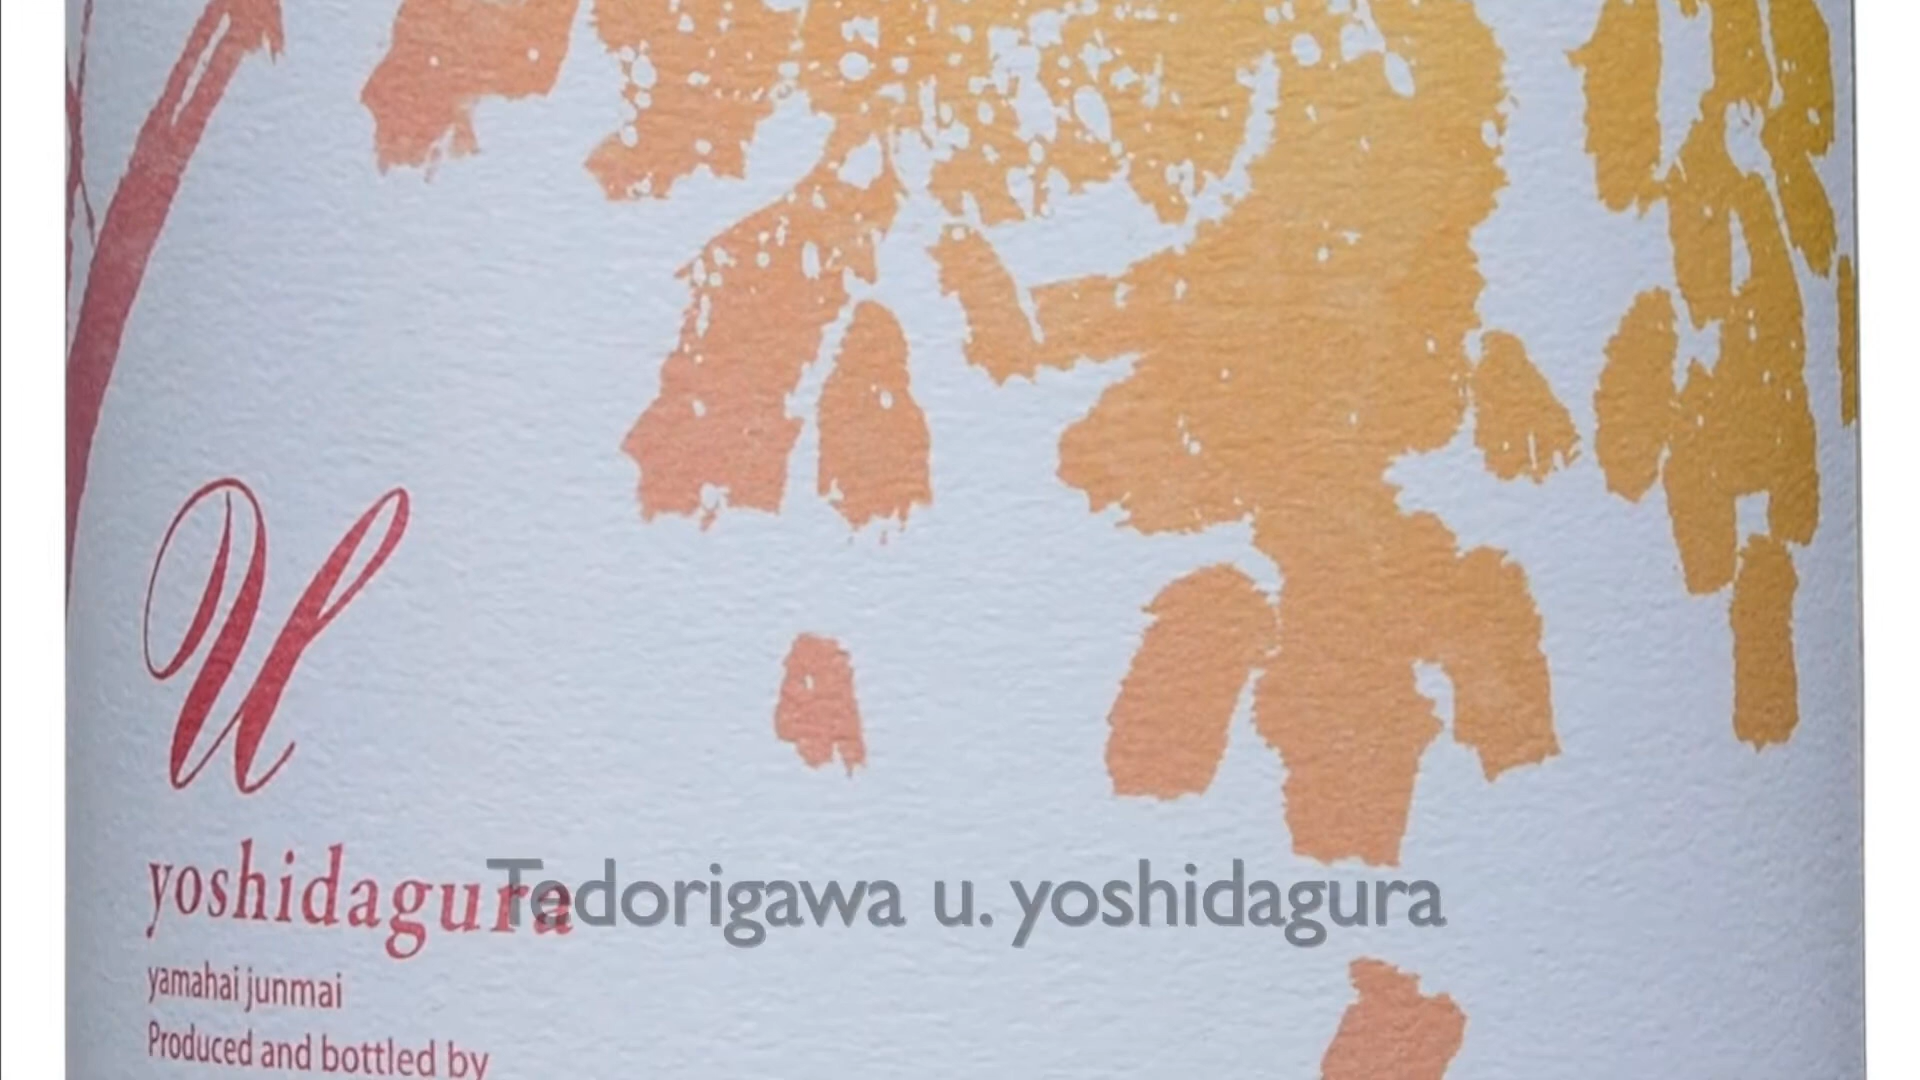 U
yoshidagura
Tedorigawa u. yoshidagura
yamahai junmai
Produced and bottled by